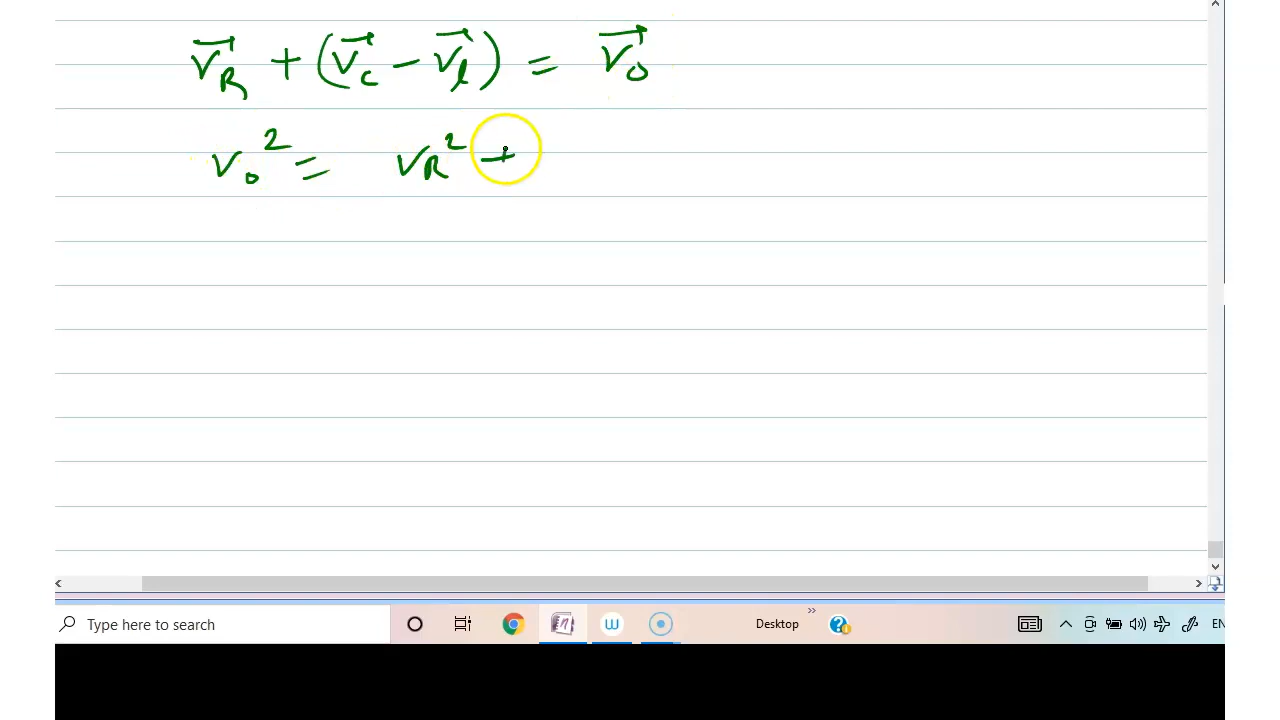 V⃗R + (V⃗c − V⃗l) = V⃗o
Vo² = VR² +
Type here to search
Desktop
EN